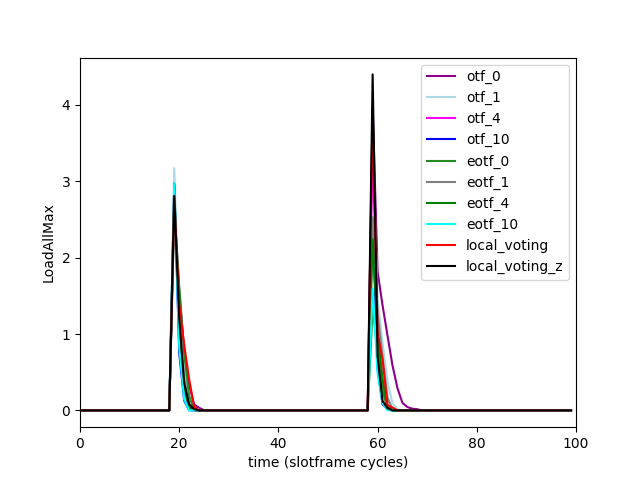 otf_0
otf_1
otf_4
otf_10
eotf_0
eotf_1
eotf_4
eotf_10
local_voting
local_voting_z
LoadAllMax
4
3
2
1
0
0 20 40 60 80 100
time (slotframe cycles)